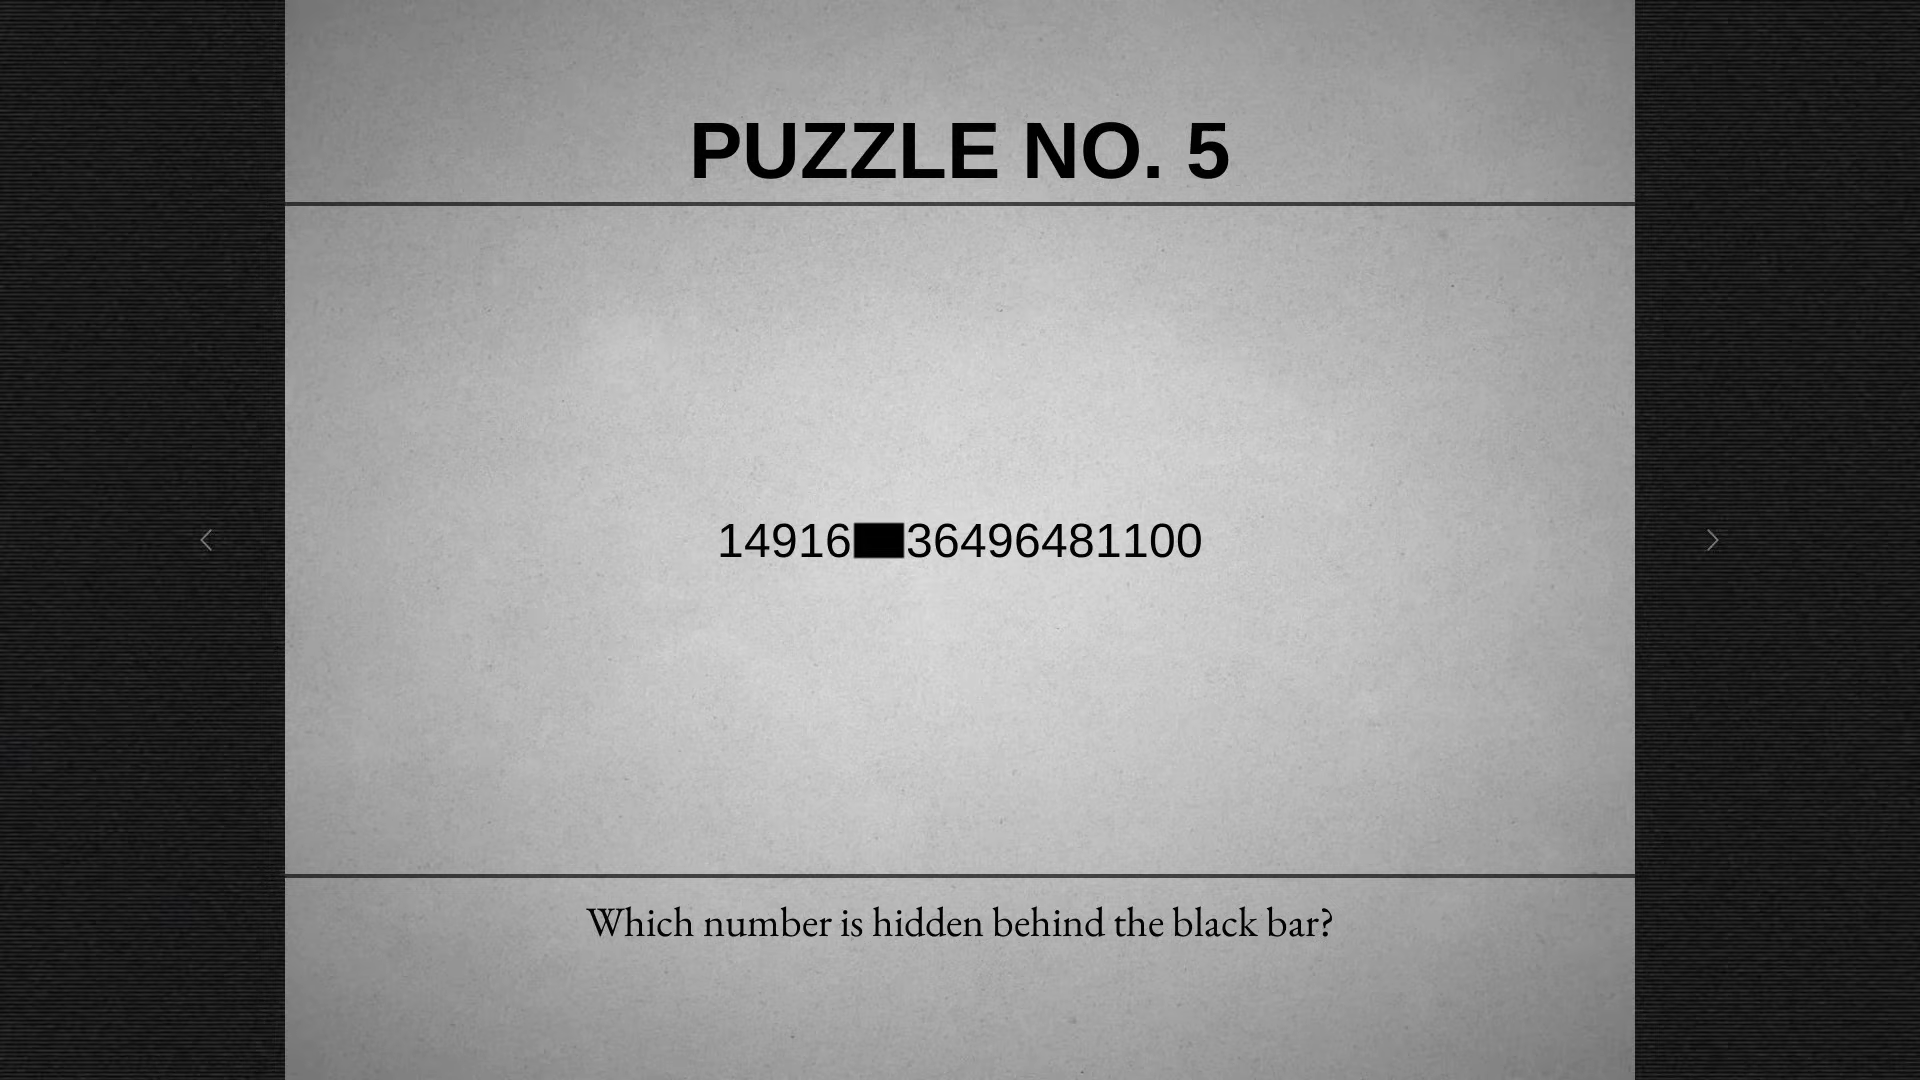 PUZZLE NO. 5
14916■36496481100
Which number is hidden behind the black bar?